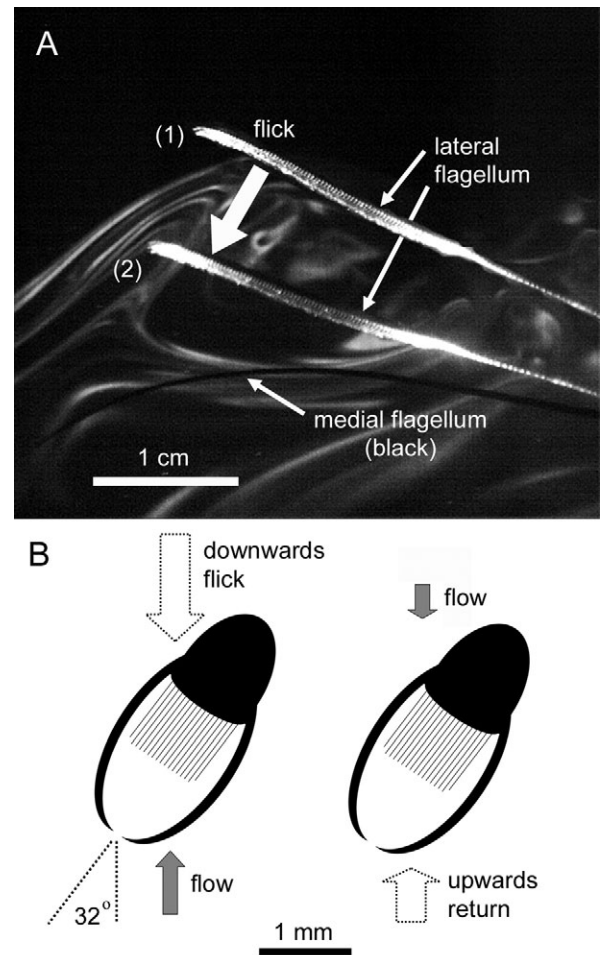 A
(1)
flick
lateral
flagellum
(2)
medial flagellum
(black)
1 cm
B
downwards
flick
flow
flow
32°
upwards
return
1 mm